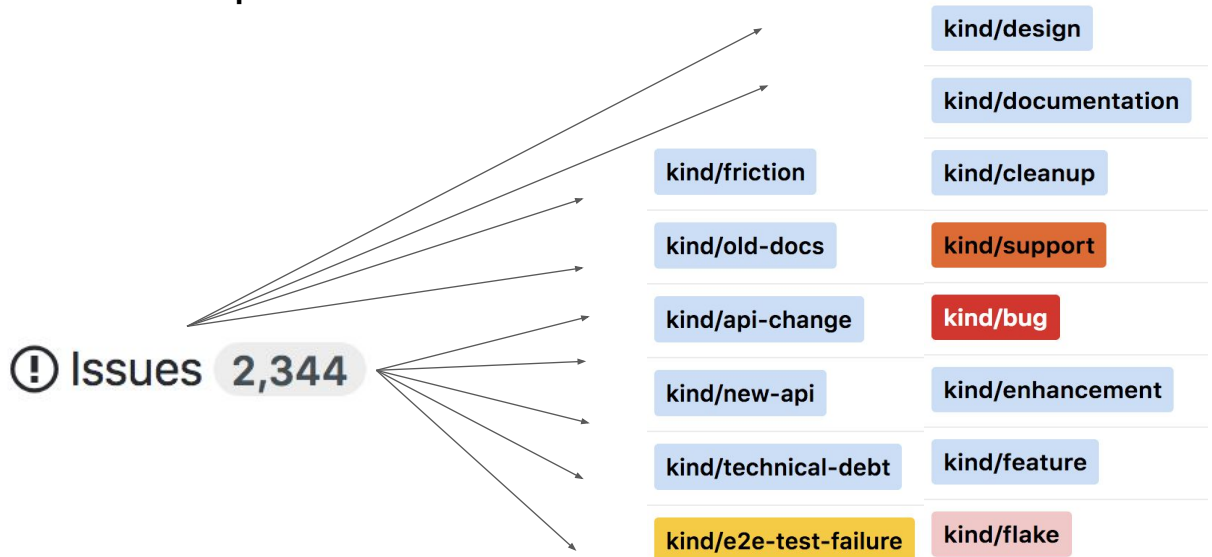 Issues 2,344
kind/friction
kind/old-docs
kind/api-change
kind/new-api
kind/technical-debt
kind/e2e-test-failure
kind/design
kind/documentation
kind/cleanup
kind/support
kind/bug
kind/enhancement
kind/feature
kind/flake